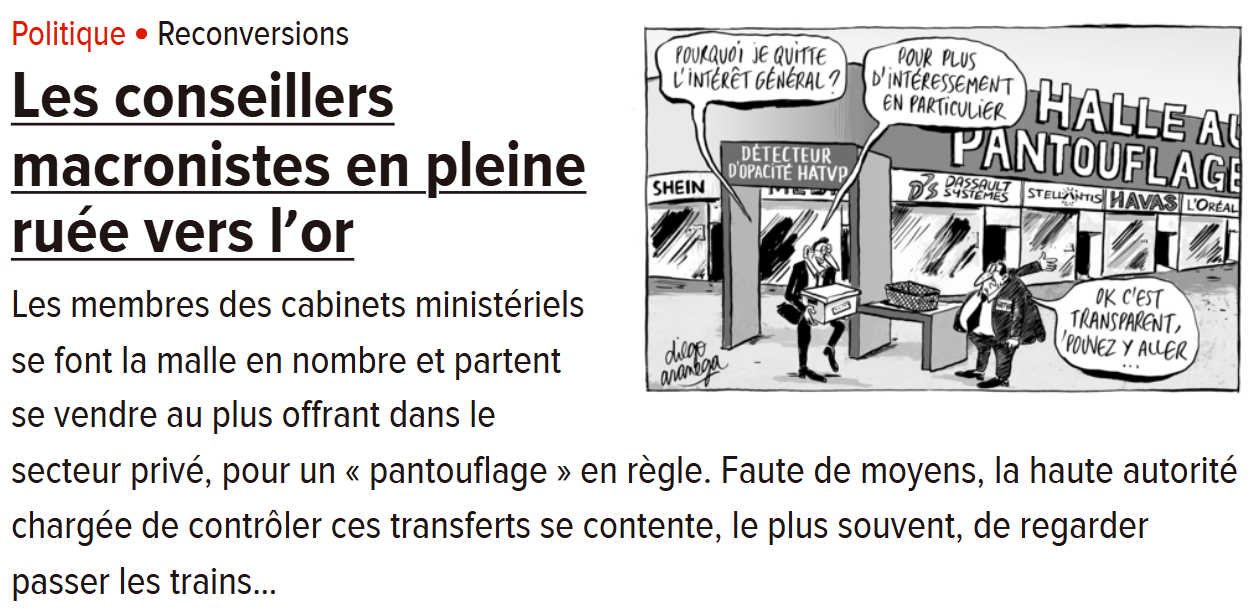 Politique • Reconversions
Les conseillers
macronistes en pleine
ruée vers l’or
Les membres des cabinets ministériels
se font la malle en nombre et partent
se vendre au plus offrant dans le
secteur privé, pour un « pantouflage » en règle. Faute de moyens, la haute autorité
chargée de contrôler ces transferts se contente, le plus souvent, de regarder
passer les trains...
POURQUOI JE QUITTE
L'INTÉRÊT GÉNÉRAL ?
POUR PLUS
D'INTÉRESSEMENT
EN PARTICULIER
HALLE AU
PANTOUFLAGE
DÉTECTEUR
D'OPACITÉ HATVP
SHEIN
D'S DASSAULT
SYSTÈMES
STELLANTIS
HAVAS
L'ORÉAL
OK C'EST
TRANSPARENT,
POUVEZ Y ALLER
...
diego
aranega